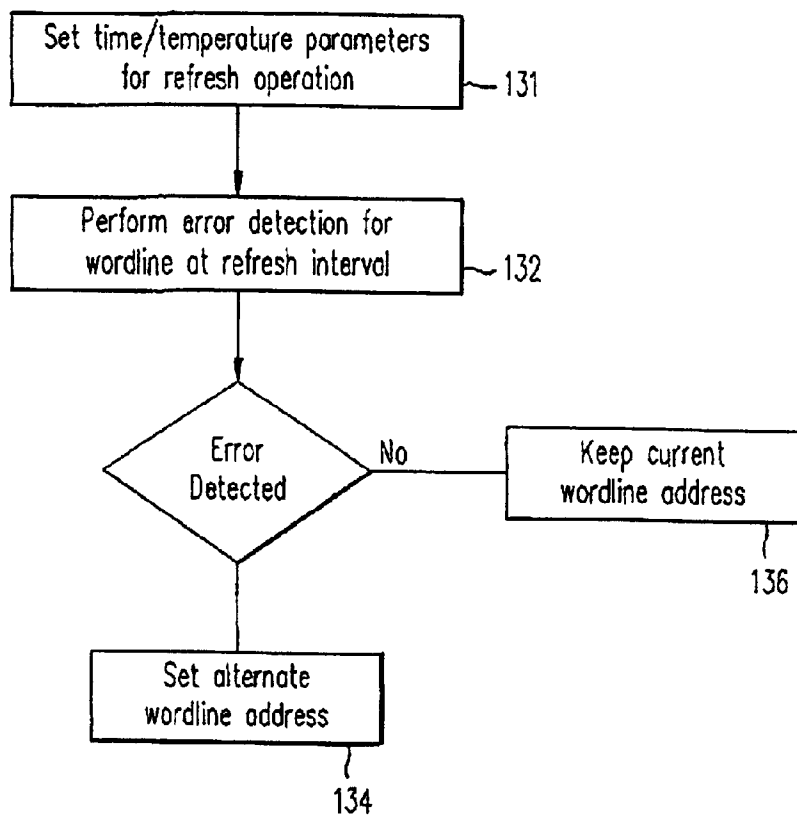 Set time/temperature parameters
for refresh operation
131
Perform error detection for
wordline at refresh interval
132
Error
Detected
No
Keep current
wordline address
136
Set alternate
wordline address
134